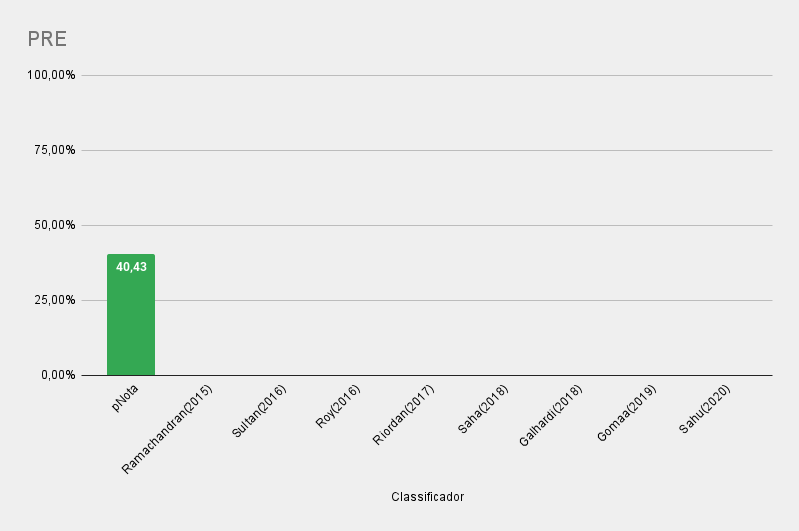 PRE
100,00%
75,00%
50,00%
40,43
25,00%
0,00%
pNota
Ramachandran(2015)
Sultan(2016)
Roy(2016)
Riordan(2017)
Saha(2018)
Galhardi(2018)
Gomaa(2019)
Sahu(2020)
Classificador